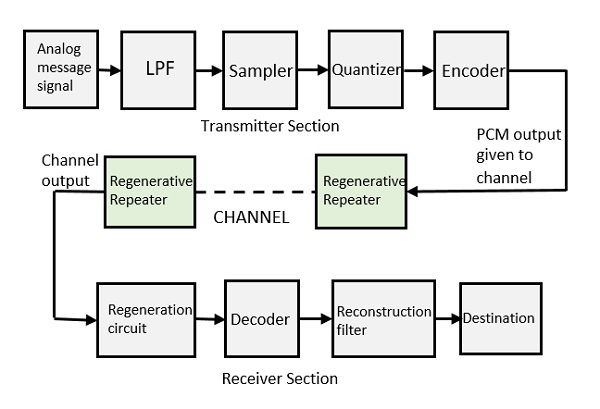 Analog
message
signal
LPF
Sampler
Quantizer
Encoder
Transmitter Section
PCM output
given to
channel
Channel
output
Regenerative
Repeater
CHANNEL
Regenerative
Repeater
Regeneration
circuit
Decoder
Reconstruction
filter
Destination
Receiver Section